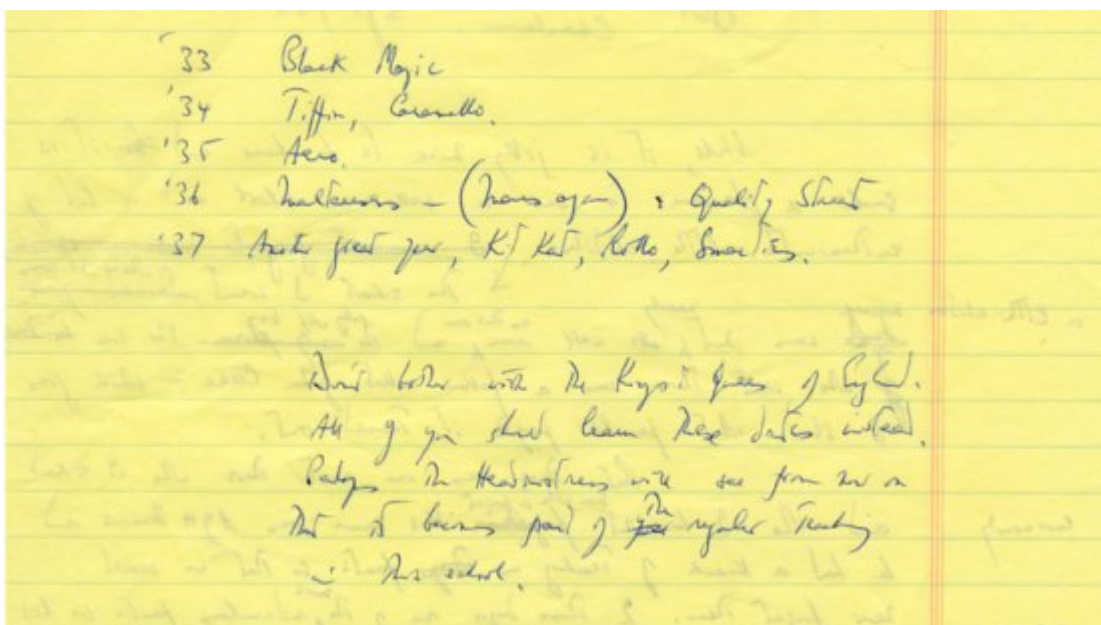 '33 Black Magic
'34 Tiffin, Caramello.
'35 Aero.
'36 Malteesers – (Mars again) & Quality Street
'37 Another great year, Kit Kat, Rollo, Smarties.
Don't bother with the Kings & Queens of England.
All of you should learn these dates instead.
Perhaps the Headmistress will see from now on
that it becomes part of the regular teaching
in this school.